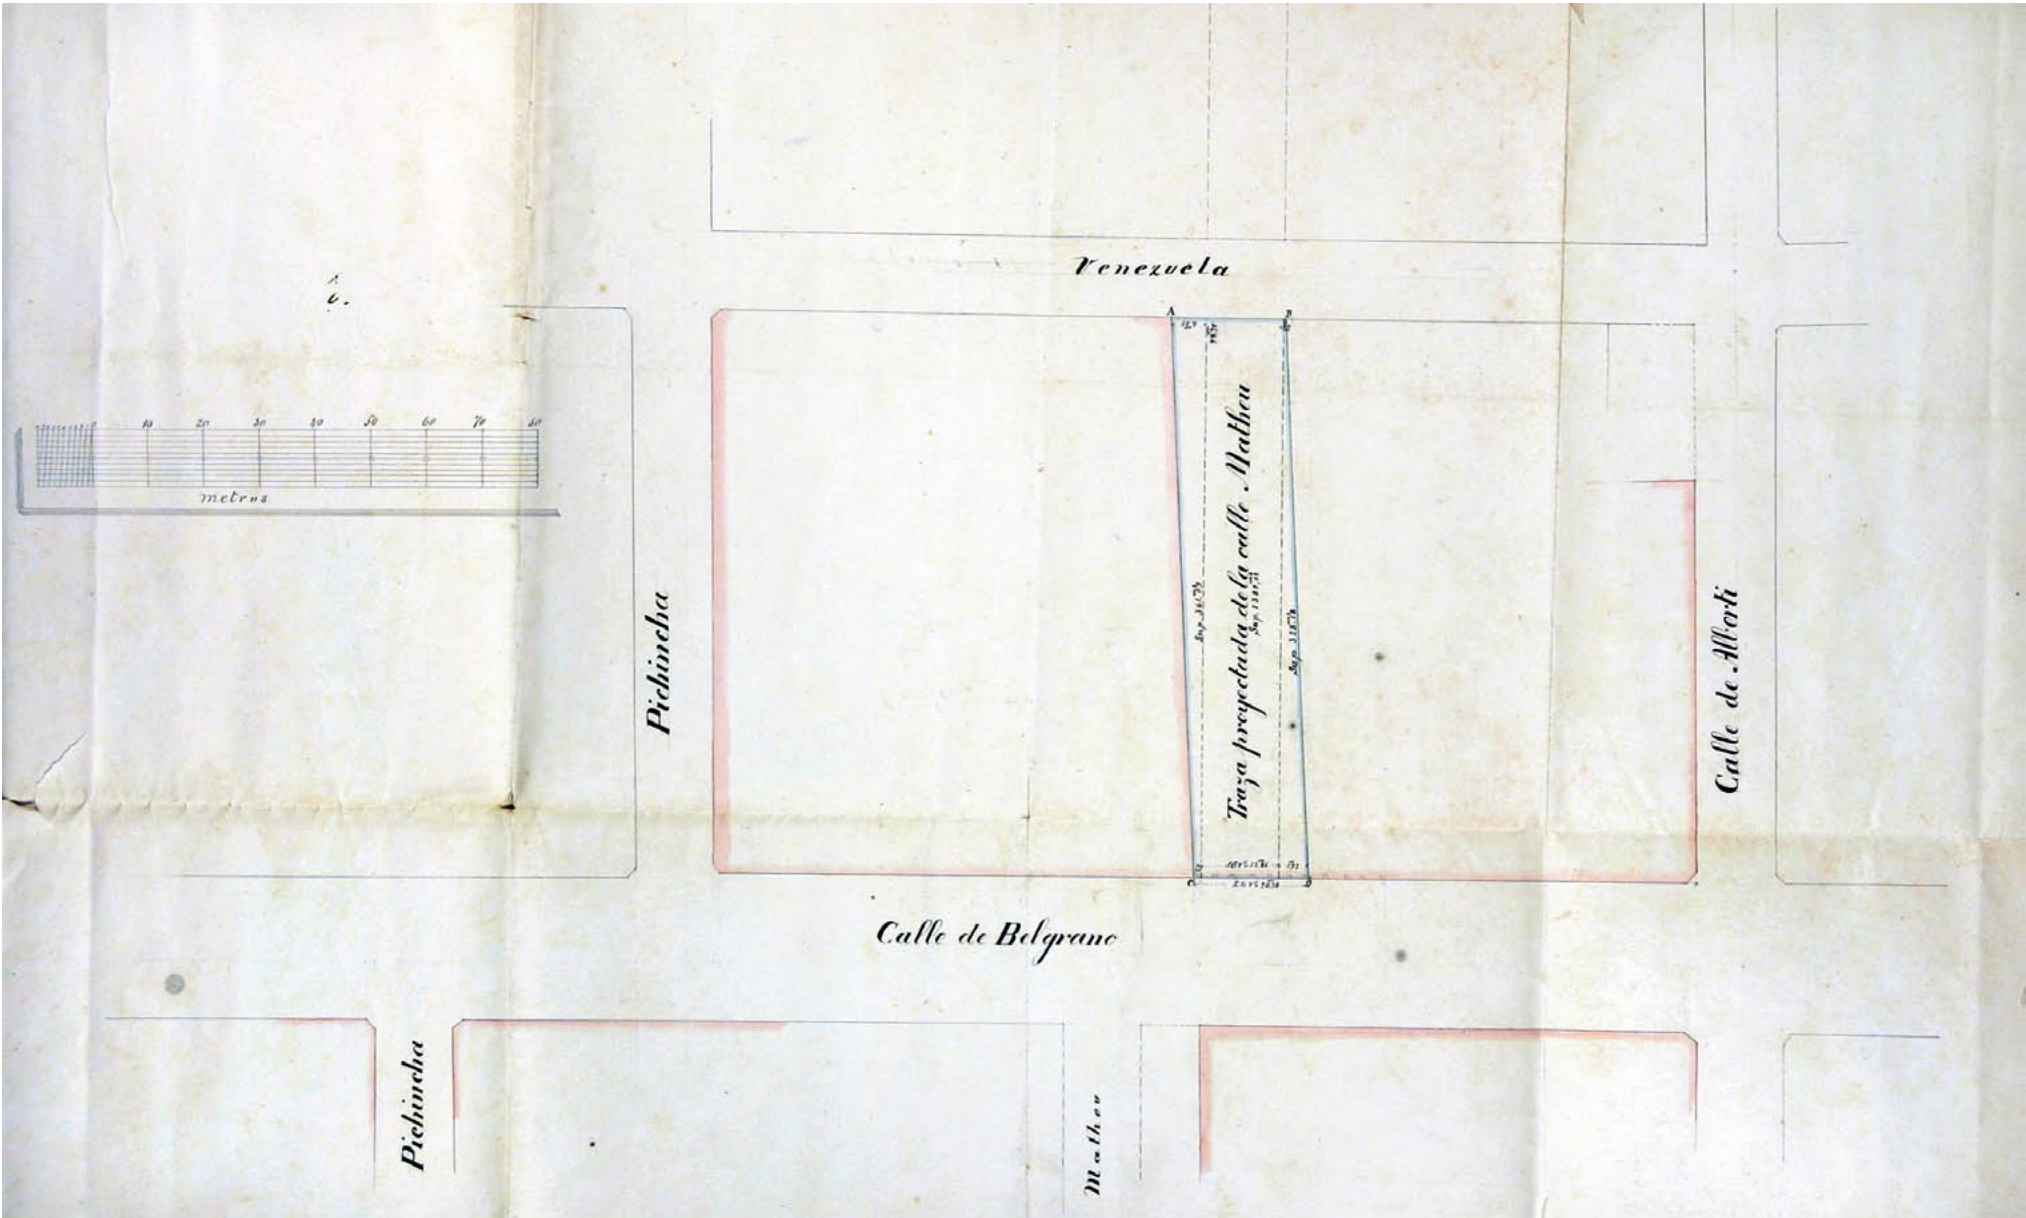 Venezuela
A
B
10 20 30 40 50 60 70 80
metros
Pichincha
Traza proyectada de la calle Matheu
Calle de Alberti
C
D
Calle de Belgrano
Pichincha
Matheu